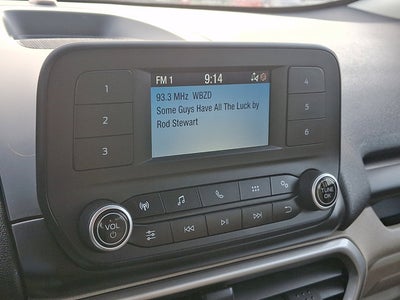 FM 1 9:14
1
2
3
93.3 MHz WBZD
Some Guys Have All The Luck by
Rod Stewart
4
5
6
VOL
TUNE
OK